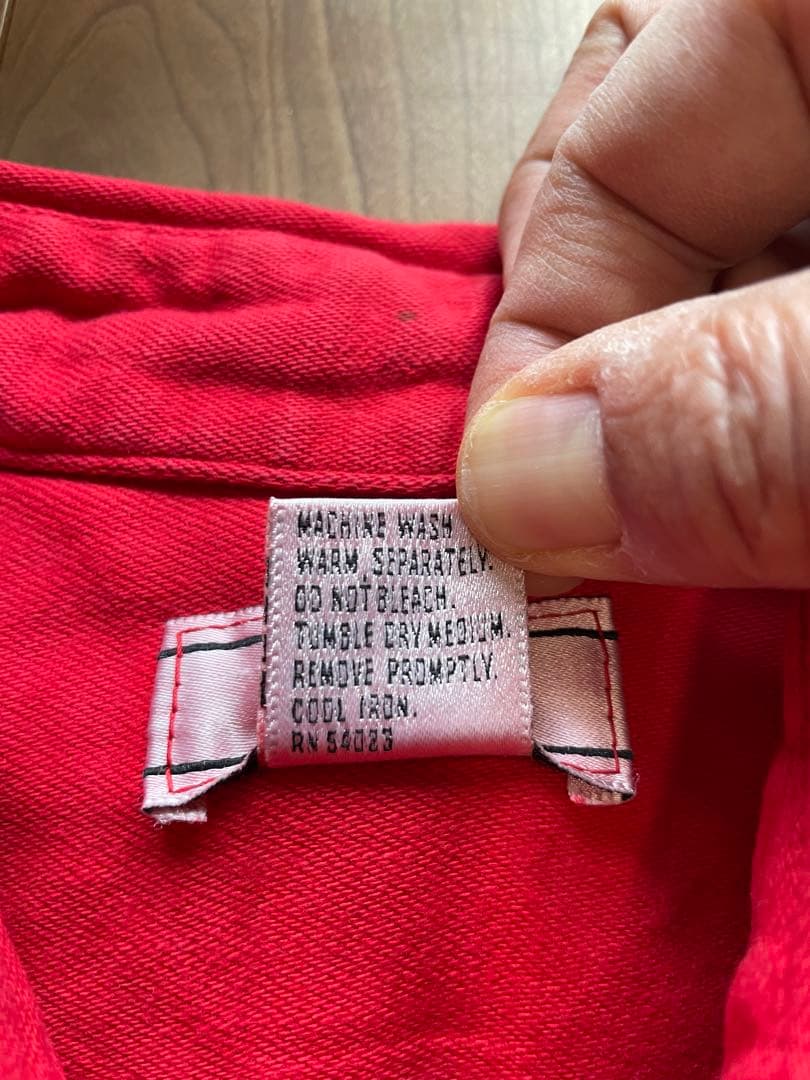 MACHINE WASH
WARM, SEPARATELY.
DO NOT BLEACH.
TUMBLE DRY MEDIUM.
REMOVE PROMPTLY.
COOL IRON.
RN 54023